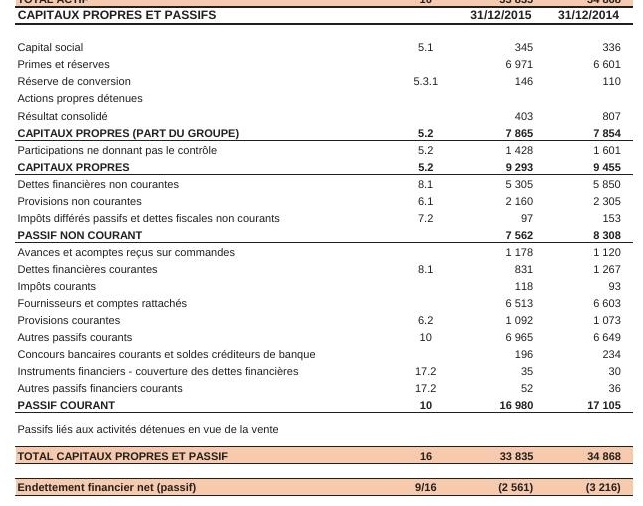 TOTAL ACTIF 16 33 835 34 868
CAPITAUX PROPRES ET PASSIFS 31/12/2015 31/12/2014
Capital social 5.1 345 336
Primes et réserves 6 971 6 601
Réserve de conversion 5.3.1 146 110
Actions propres détenues
Résultat consolidé 403 807
CAPITAUX PROPRES (PART DU GROUPE) 5.2 7 865 7 854
Participations ne donnant pas le contrôle 5.2 1 428 1 601
CAPITAUX PROPRES 5.2 9 293 9 455
Dettes financières non courantes 8.1 5 305 5 850
Provisions non courantes 6.1 2 160 2 305
Impôts différés passifs et dettes fiscales non courants 7.2 97 153
PASSIF NON COURANT 7 562 8 308
Avances et acomptes reçus sur commandes 1 178 1 120
Dettes financières courantes 8.1 831 1 267
Impôts courants 118 93
Fournisseurs et comptes rattachés 6 513 6 603
Provisions courantes 6.2 1 092 1 073
Autres passifs courants 10 6 965 6 649
Concours bancaires courants et soldes créditeurs de banque 196 234
Instruments financiers - couverture des dettes financières 17.2 35 30
Autres passifs financiers courants 17.2 52 36
PASSIF COURANT 10 16 980 17 105
Passifs liés aux activités détenues en vue de la vente
TOTAL CAPITAUX PROPRES ET PASSIF 16 33 835 34 868
Endettement financier net (passif) 9/16 (2 561) (3 216)